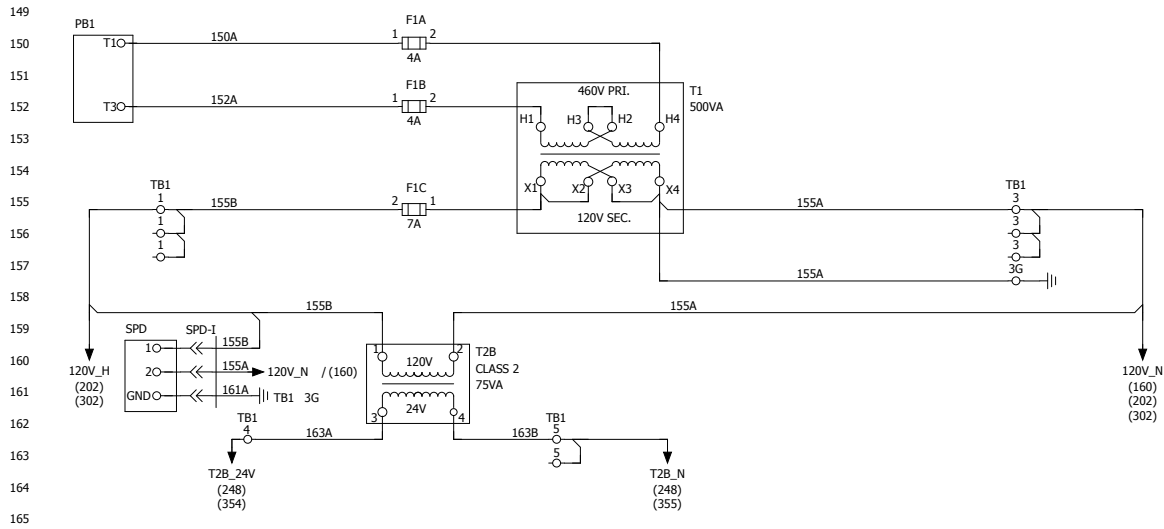 149
PB1
F1A
150
T1
150A
1
2
4A
151
F1B
460V PRI.
T1
500VA
152
T3
152A
1
2
4A
H1
H3
H2
H4
153
154
TB1
F1C
X1
X2
X3
X4
TB1
155
1
155B
2
1
7A
120V SEC.
155A
3
156
1
3
1
3
157
155A
3G
158
155B
155A
159
SPD
SPD-I
155B
T2B
CLASS 2
75VA
1
1
120V
2
160
120V_H
(202)
(302)
2
155A
120V_N / (160)
120V_N
(160)
(202)
(302)
161
GND
161A
TB1 3G
24V
162
3
4
TB1
4
163A
163B
TB1
5
163
5
T2B_24V
(248)
(354)
T2B_N
(248)
(355)
164
165